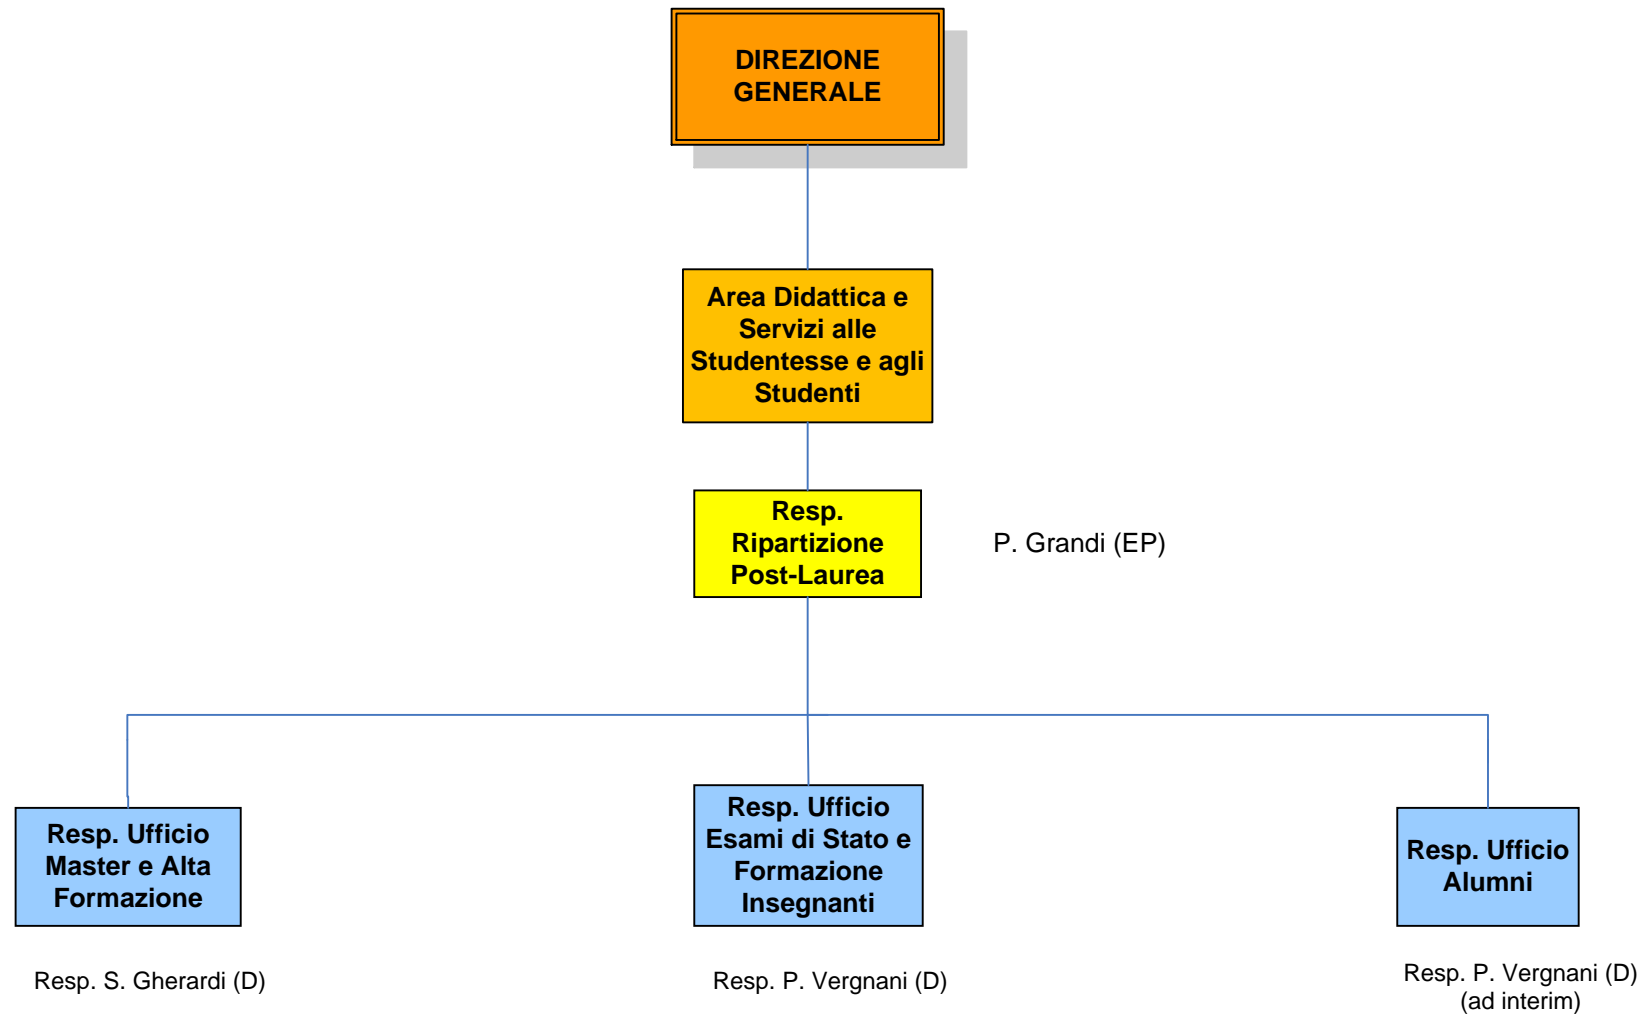 DIREZIONE
GENERALE
Area Didattica e
Servizi alle
Studentesse e agli
Studenti
Resp.
Ripartizione
Post-Laurea
P. Grandi (EP)
Resp. Ufficio
Master e Alta
Formazione
Resp. Ufficio
Esami di Stato e
Formazione
Insegnanti
Resp. Ufficio
Alumni
Resp. S. Gherardi (D)
Resp. P. Vergnani (D)
Resp. P. Vergnani (D)
(ad interim)